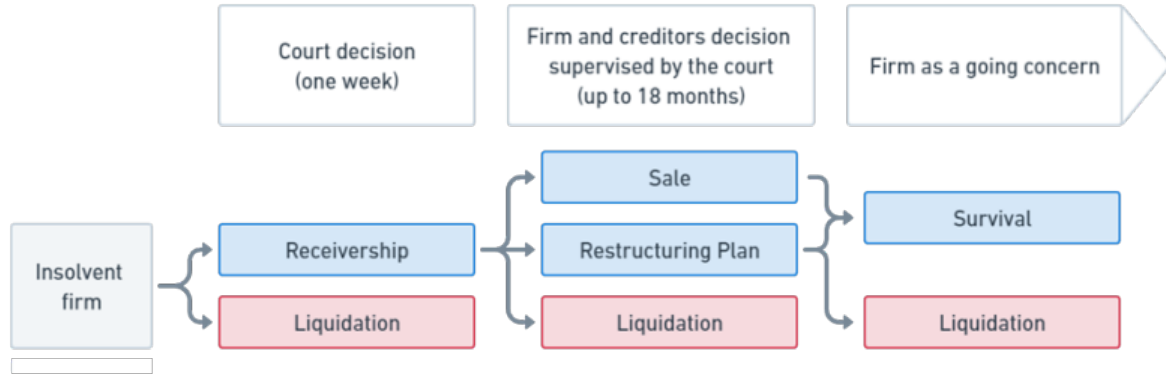 Court decision
(one week)
Firm and creditors decision
supervised by the court
(up to 18 months)
Firm as a going concern
Insolvent
firm
Receivership
Liquidation
Sale
Restructuring Plan
Liquidation
Survival
Liquidation